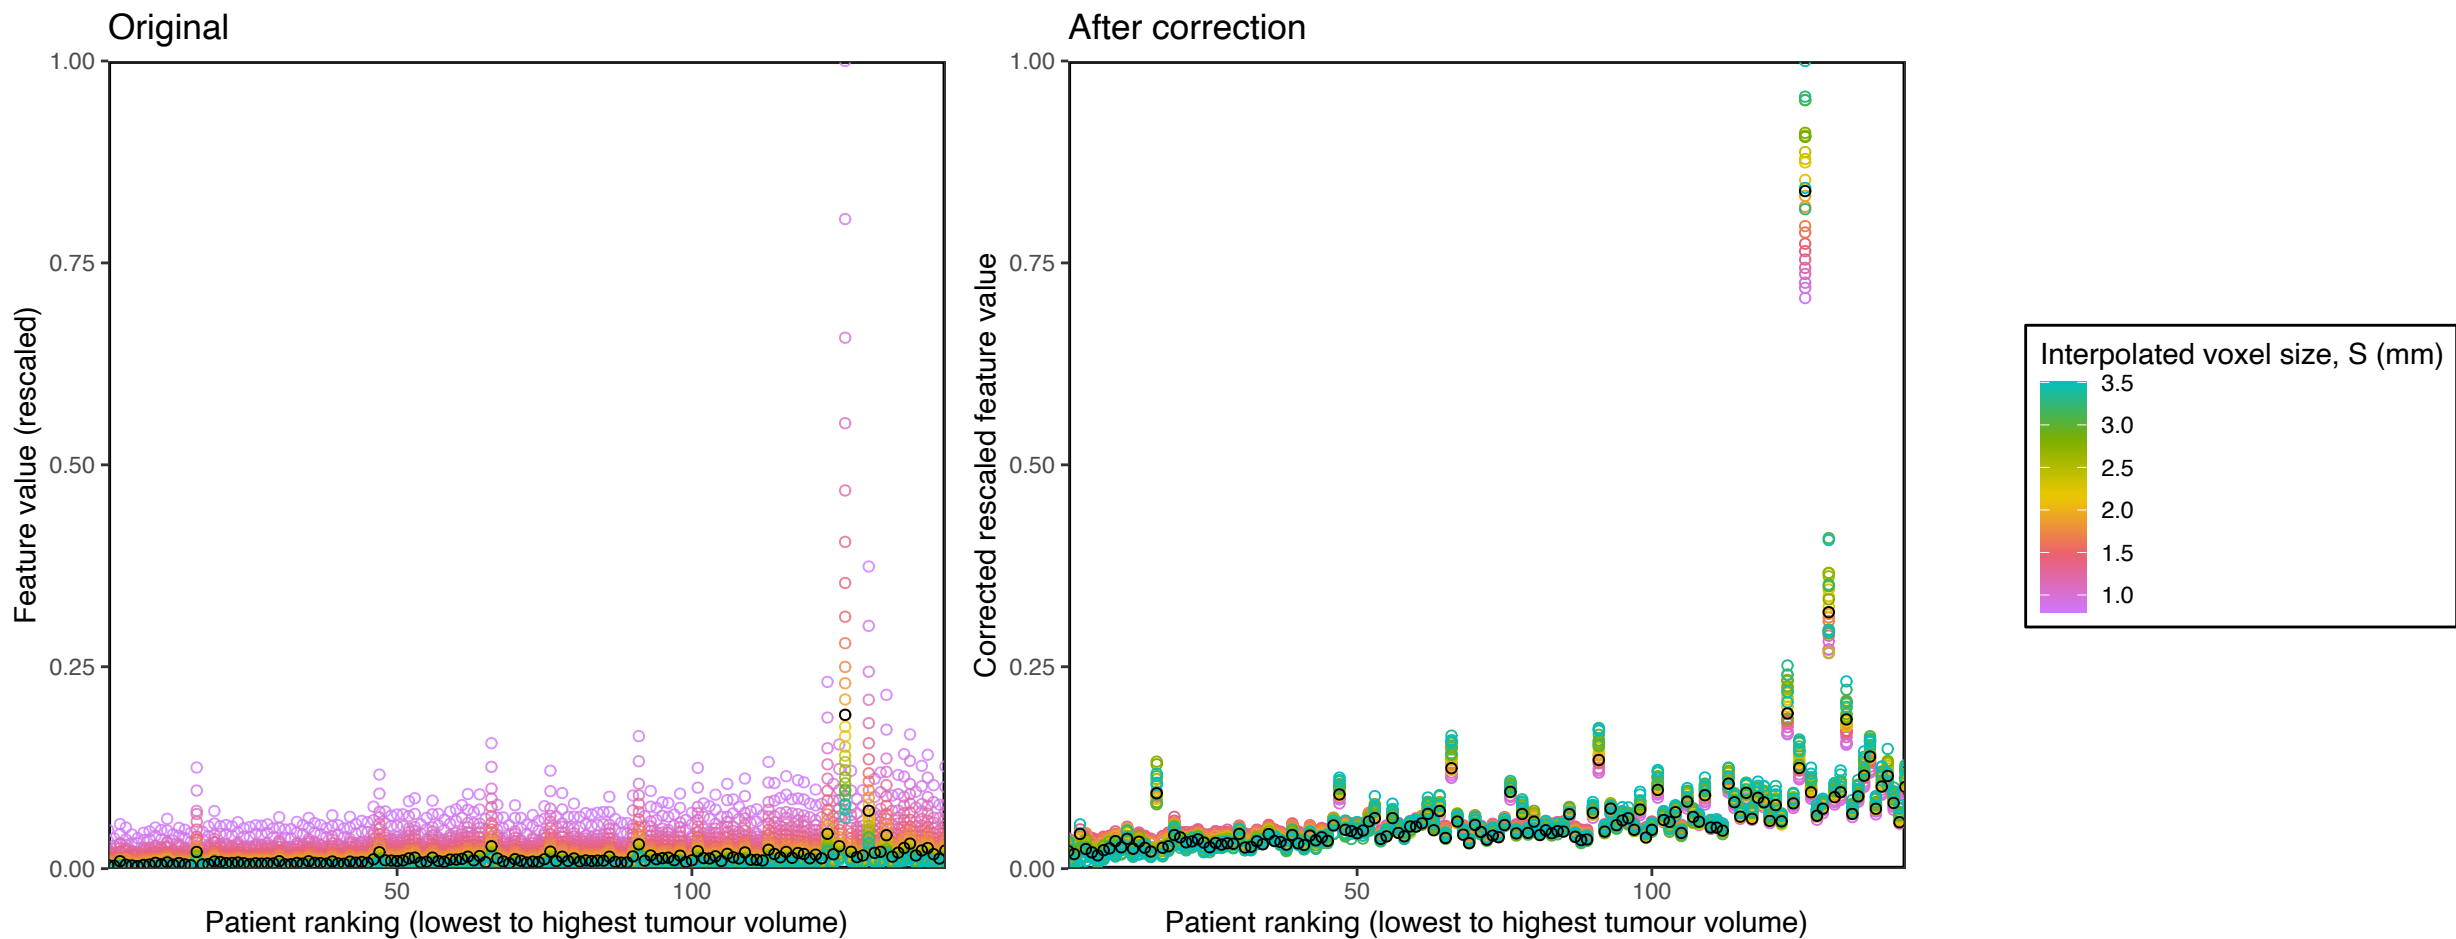 Original
1.00
0.75
0.50
0.25
0.00
50
100
Feature value (rescaled)
Patient ranking (lowest to highest tumour volume)
After correction
1.00
0.75
0.50
0.25
0.00
50
100
Corrected rescaled feature value
Patient ranking (lowest to highest tumour volume)
Interpolated voxel size, S (mm)
3.5
3.0
2.5
2.0
1.5
1.0